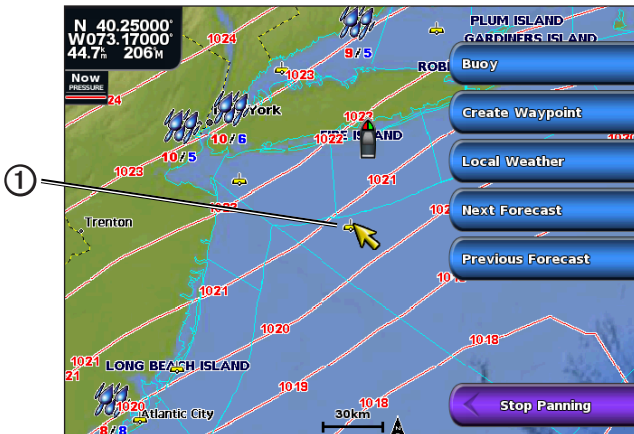 N 40.25000°
W073.17000°
44.7km 206°M
Now
PRESSURE
1024
24
PLUM ISLAND
GARDINERS ISLAND
9/5
1023
Buoy
York
1022
Create Waypoint
10/6
1022
FIRE ISLAND
10/5
Local Weather
1023
1021
①
Next Forecast
Trenton
Previous Forecast
1021
1020
1018
1021
21
LONG BEACH ISLAND
1019
1018
1020
Atlantic City
Stop Panning
30km
8/8